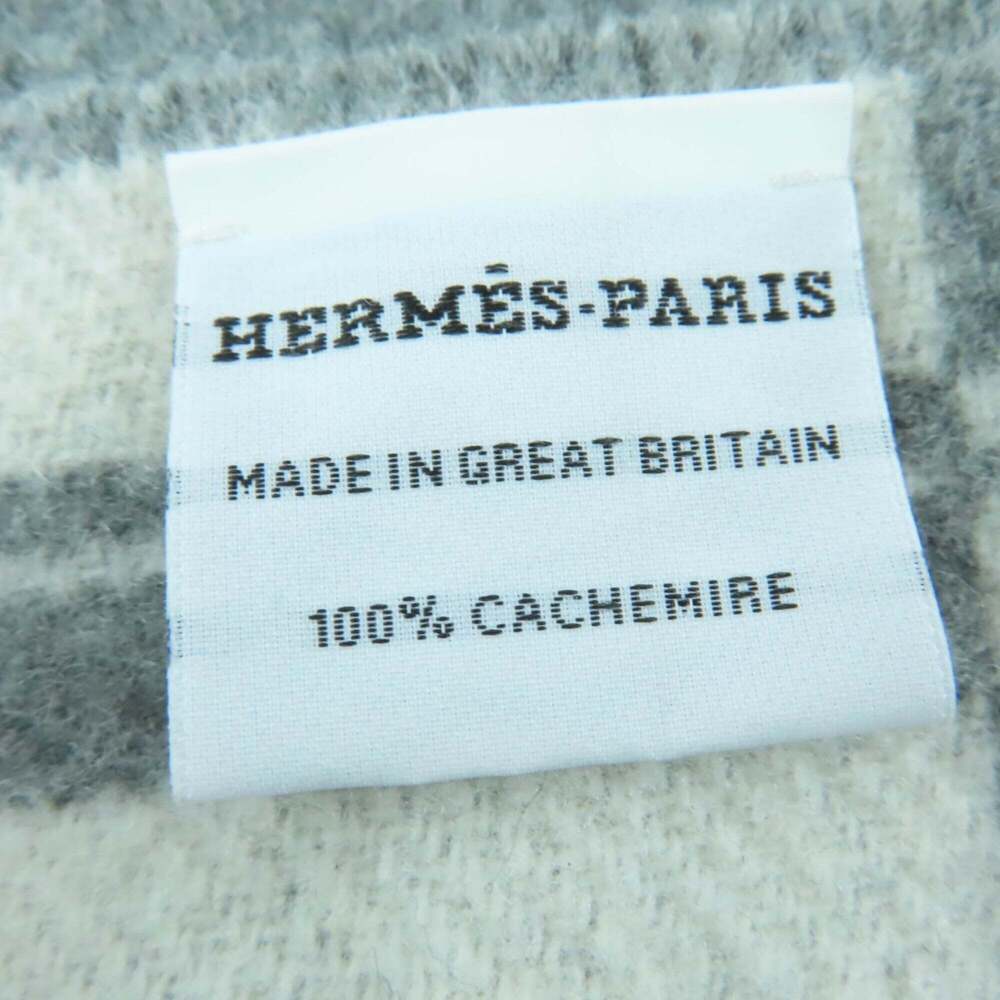 HERMÈS-PARIS
MADE IN GREAT BRITAIN
100% CACHEMIRE